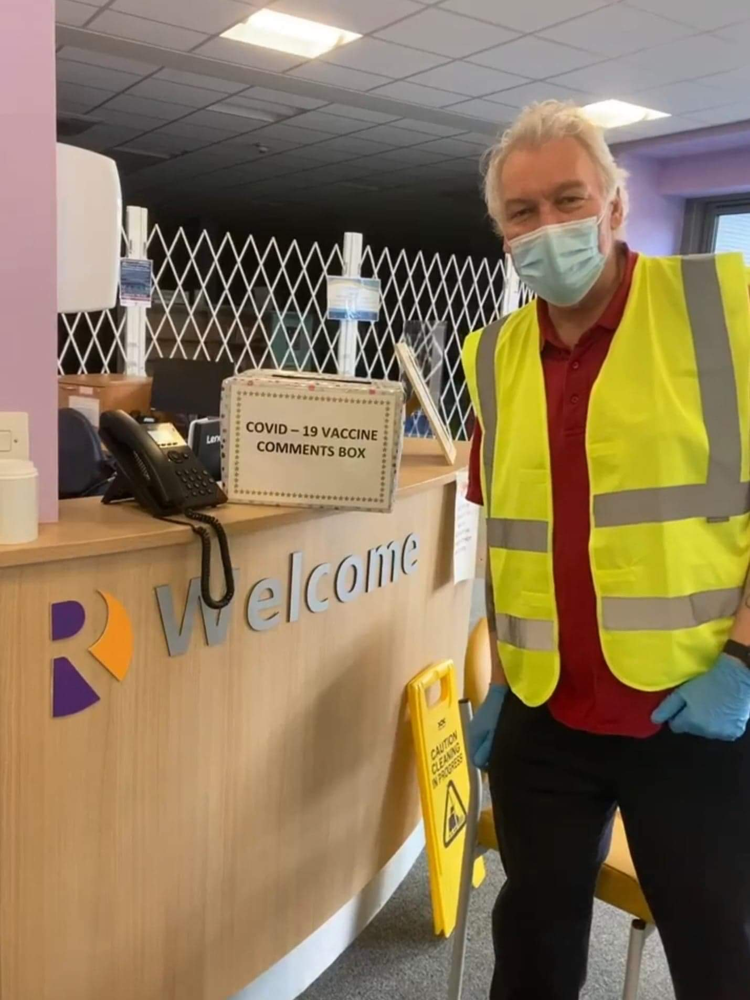 COVID – 19 VACCINE
COMMENTS BOX
Welcome
R
CAUTION
CLEANING
IN PROGRESS